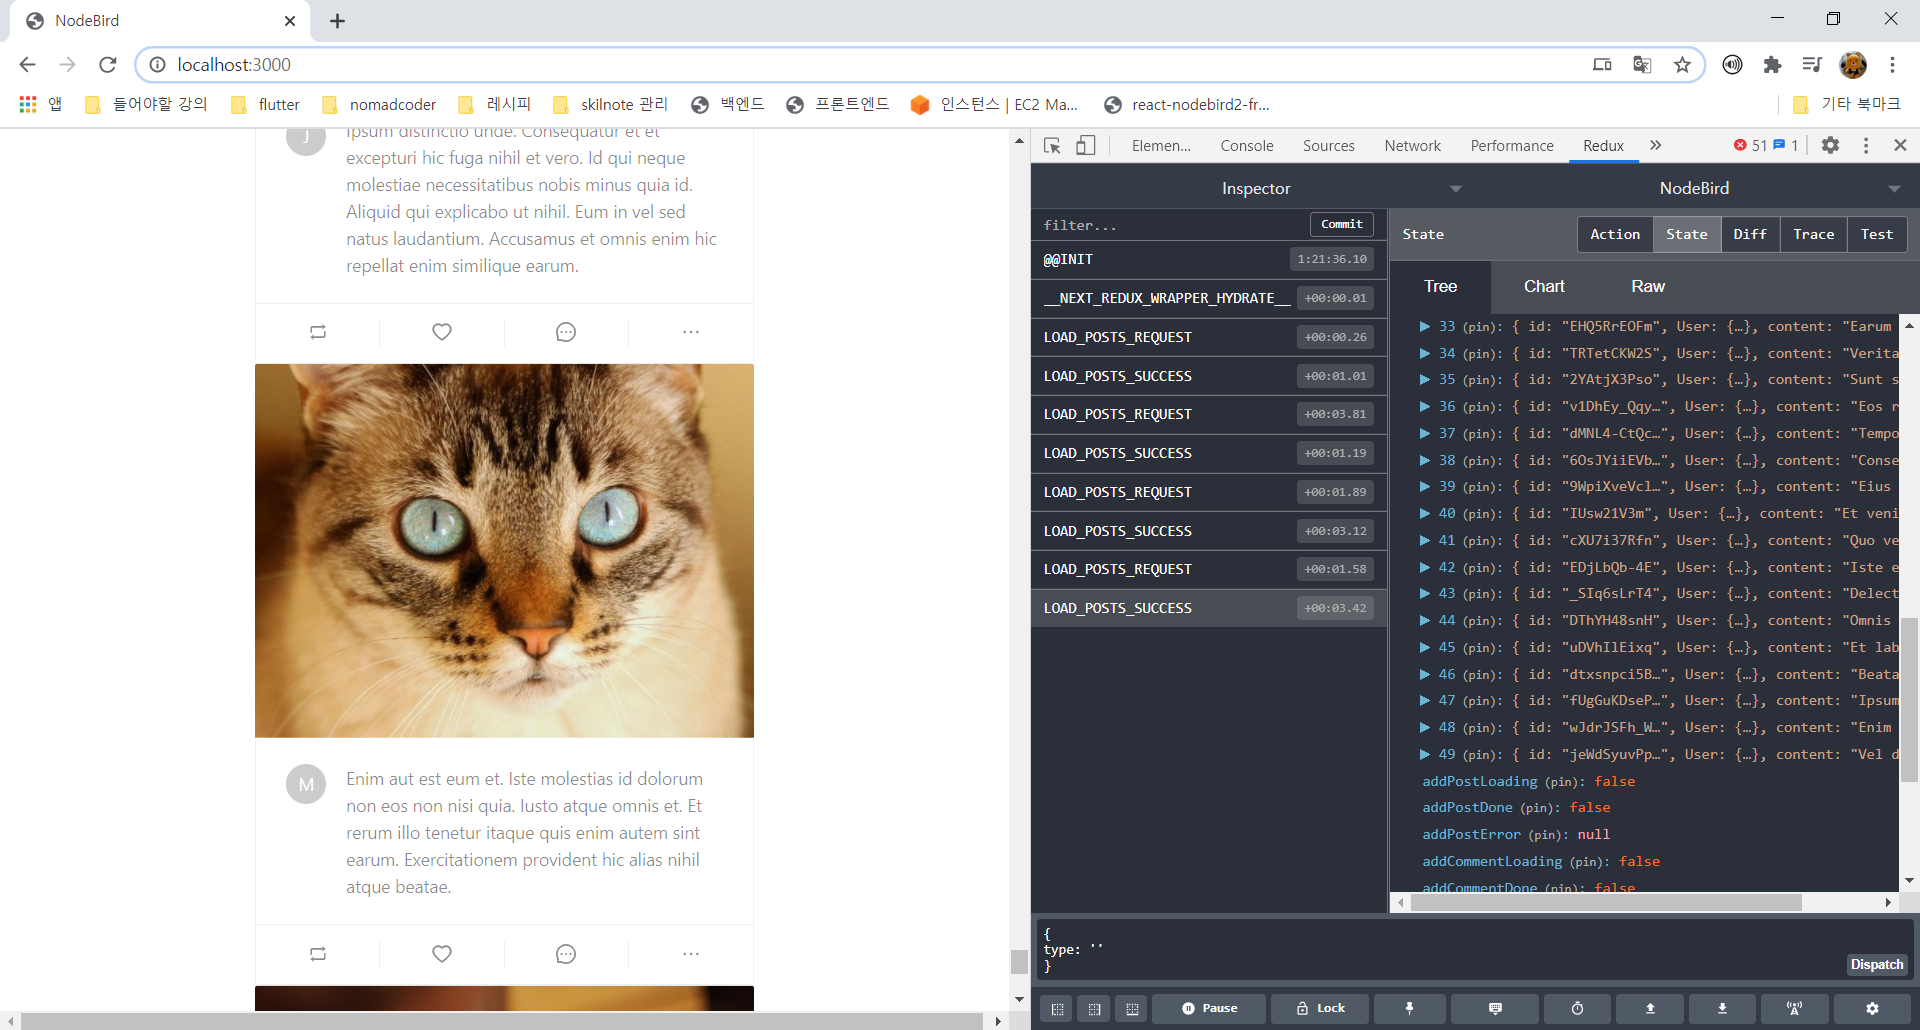 NodeBird
localhost:3000
앱
들어야할 강의
flutter
nomadcoder
레시피
skilnote 관리
백엔드
프론트엔드
인스턴스 | EC2 Ma...
react-nodebird2-fr...
기타 북마크
J
Ipsum distinctio unde. Consequatur et et
excepturi hic fuga nihil et vero. Id qui neque
molestiae necessitatibus nobis minus quia id.
Aliquid qui explicabo ut nihil. Eum in vel sed
natus laudantium. Accusamus et omnis enim hic
repellat enim similique earum.
M
Enim aut est eum et. Iste molestias id dolorum
non eos non nisi quia. Iusto atque omnis et. Et
rerum illo tenetur itaque quis enim autem sint
earum. Exercitationem provident hic alias nihil
atque beatae.
Elemen... Console Sources Network Performance Redux » 51 1
Inspector NodeBird
filter... Commit
@@INIT 1:21:36.10
__NEXT_REDUX_WRAPPER_HYDRATE__ +00:00.01
LOAD_POSTS_REQUEST +00:00.26
LOAD_POSTS_SUCCESS +00:01.01
LOAD_POSTS_REQUEST +00:03.81
LOAD_POSTS_SUCCESS +00:01.19
LOAD_POSTS_REQUEST +00:01.89
LOAD_POSTS_SUCCESS +00:03.12
LOAD_POSTS_REQUEST +00:01.58
LOAD_POSTS_SUCCESS +00:03.42
State Action State Diff Trace Test
Tree Chart Raw
33 (pin): { id: "EHQ5RrEOFm", User: {…}, content: "Earum
34 (pin): { id: "TRTetCKW2S", User: {…}, content: "Verita
35 (pin): { id: "2YAtjX3Pso", User: {…}, content: "Sunt s
36 (pin): { id: "v1DhEy_Qqy…", User: {…}, content: "Eos r
37 (pin): { id: "dMNL4-CtQc…", User: {…}, content: "Tempo
38 (pin): { id: "6OsJYiiEVb…", User: {…}, content: "Conse
39 (pin): { id: "9WpiXveVcl…", User: {…}, content: "Eius
40 (pin): { id: "IUsw21V3m", User: {…}, content: "Et veni
41 (pin): { id: "cXU7i37Rfn", User: {…}, content: "Quo ve
42 (pin): { id: "EDjLbQb-4E", User: {…}, content: "Iste e
43 (pin): { id: "_SIq6sLrT4", User: {…}, content: "Delect
44 (pin): { id: "DThYH48snH", User: {…}, content: "Omnis
45 (pin): { id: "uDVhIlEixq", User: {…}, content: "Et lab
46 (pin): { id: "dtxsnpci5B…", User: {…}, content: "Beata
47 (pin): { id: "fUgGuKDseP…", User: {…}, content: "Ipsum
48 (pin): { id: "wJdrJSFh_W…", User: {…}, content: "Enim
49 (pin): { id: "jeWdSyuvPp…", User: {…}, content: "Vel d
addPostLoading (pin): false
addPostDone (pin): false
addPostError (pin): null
addCommentLoading (pin): false
addCommentDone (pin): false
{
type: ''
}
Dispatch
Pause Lock